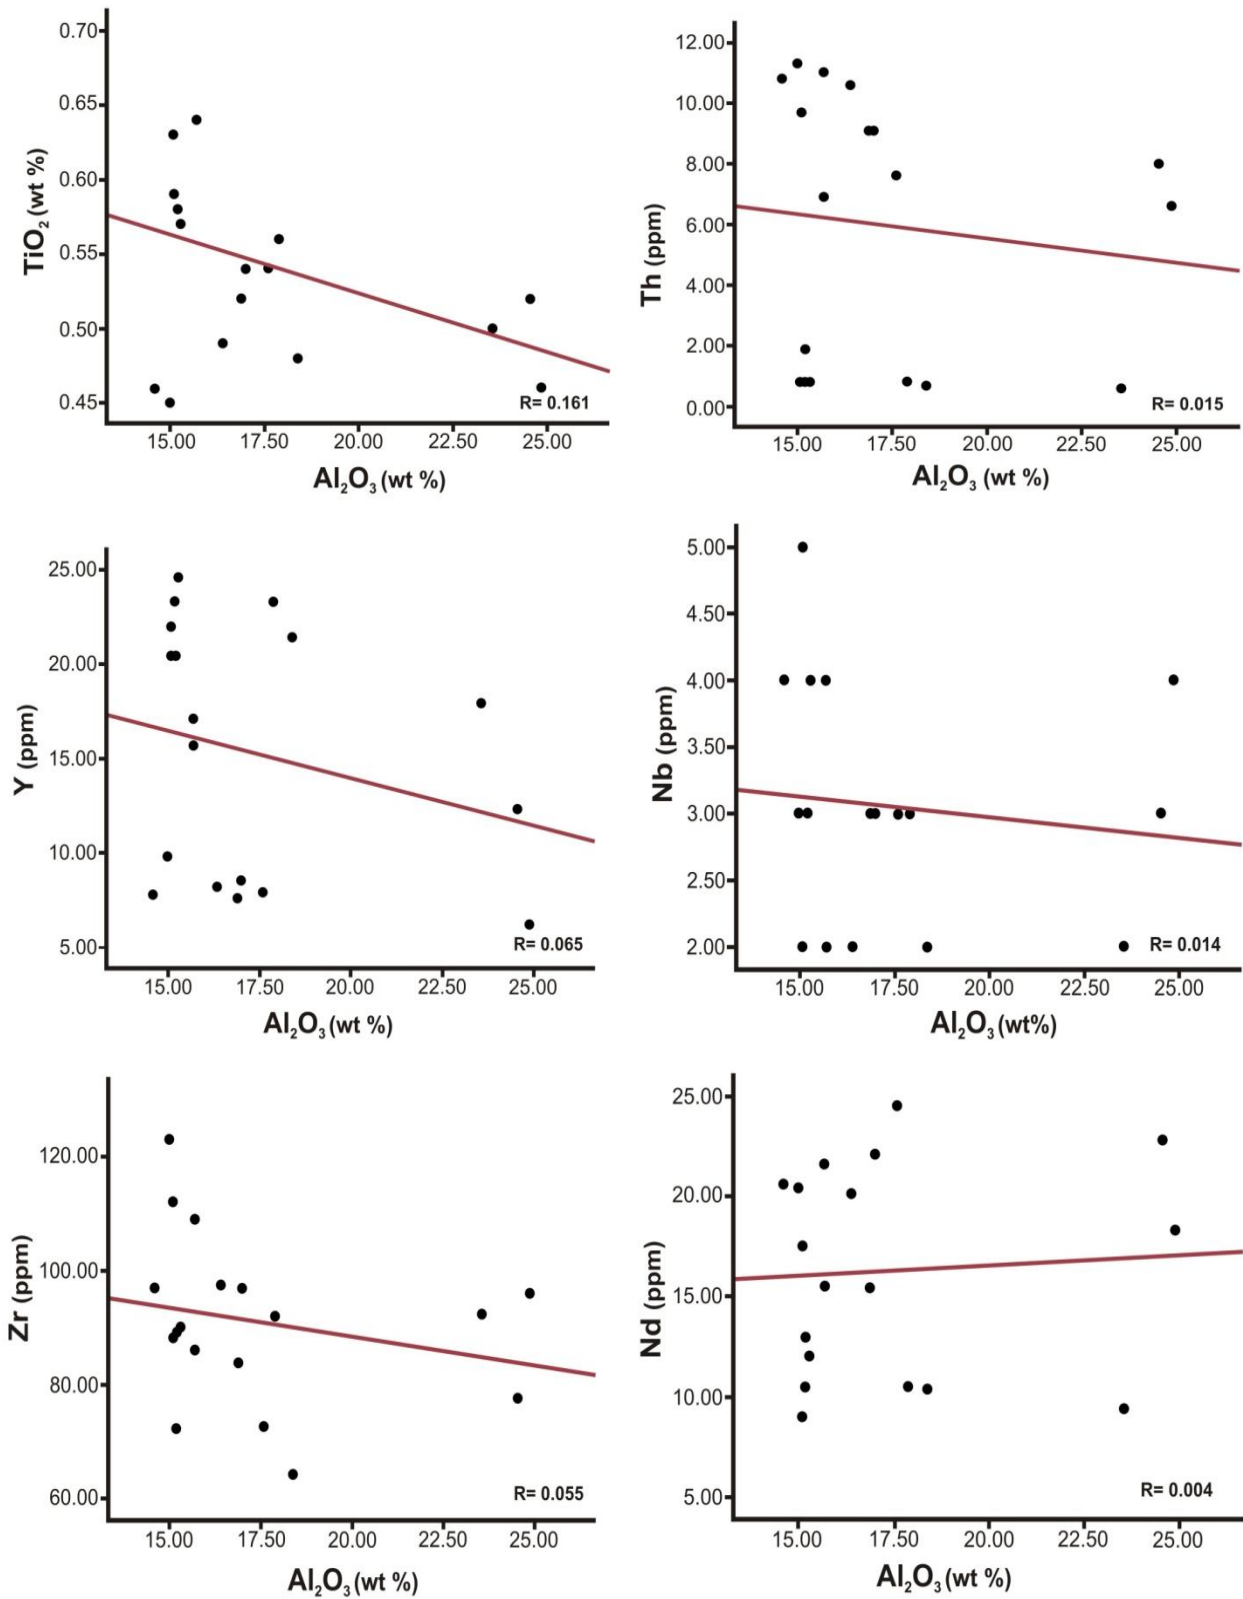 0.70
0.65
0.60
0.55
0.50
0.45
TiO₂ (wt %)
R= 0.161
15.00 17.50 20.00 22.50 25.00
Al₂O₃ (wt %)
12.00
10.00
8.00
6.00
4.00
2.00
0.00
Th (ppm)
R= 0.015
15.00 17.50 20.00 22.50 25.00
Al₂O₃ (wt %)
25.00
20.00
15.00
10.00
5.00
Y (ppm)
R= 0.065
15.00 17.50 20.00 22.50 25.00
Al₂O₃ (wt %)
5.00
4.50
4.00
3.50
3.00
2.50
2.00
Nb (ppm)
R= 0.014
15.00 17.50 20.00 22.50 25.00
Al₂O₃ (wt%)
120.00
100.00
80.00
60.00
Zr (ppm)
R= 0.055
15.00 17.50 20.00 22.50 25.00
Al₂O₃ (wt %)
25.00
20.00
15.00
10.00
5.00
Nd (ppm)
R= 0.004
15.00 17.50 20.00 22.50 25.00
Al₂O₃ (wt %)